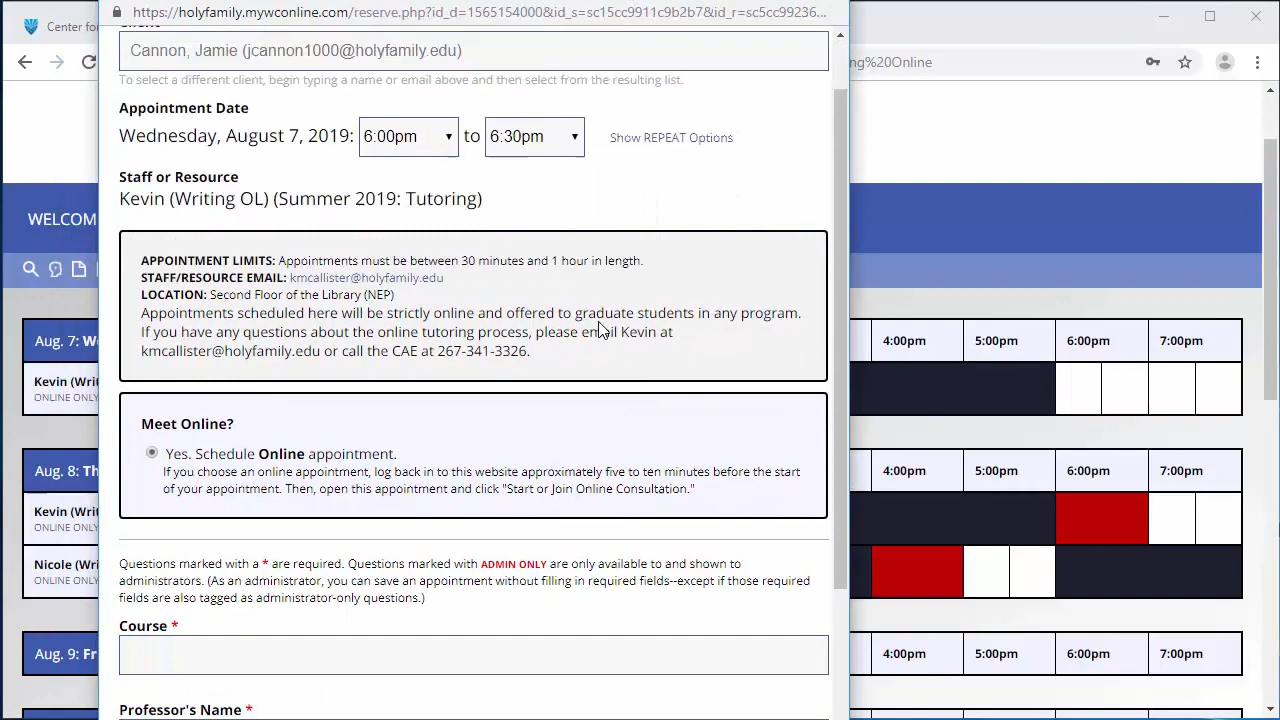 Center for
https://holyfamily.mywconline.com/reserve.php?id_d=1565154000&id_s=sc15cc9911c9b2b7&id_r=sc5cc99236...
ng%20Online
Cannon, Jamie (jcannon1000@holyfamily.edu)
To select a different client, begin typing a name or email above and then select from the resulting list.
Appointment Date
Wednesday, August 7, 2019: 6:00pm to 6:30pm Show REPEAT Options
Staff or Resource
Kevin (Writing OL) (Summer 2019: Tutoring)
WELCOM
APPOINTMENT LIMITS: Appointments must be between 30 minutes and 1 hour in length.
STAFF/RESOURCE EMAIL: kmcallister@holyfamily.edu
LOCATION: Second Floor of the Library (NEP)
Appointments scheduled here will be strictly online and offered to graduate students in any program.
If you have any questions about the online tutoring process, please email Kevin at
kmcallister@holyfamily.edu or call the CAE at 267-341-3326.
Meet Online?
Yes. Schedule Online appointment.
If you choose an online appointment, log back in to this website approximately five to ten minutes before the start
of your appointment. Then, open this appointment and click "Start or Join Online Consultation."
Questions marked with a * are required. Questions marked with ADMIN ONLY are only available to and shown to
administrators. (As an administrator, you can save an appointment without filling in required fields--except if those required
fields are also tagged as administrator-only questions.)
Course *
Professor's Name *
Aug. 7: We
4:00pm 5:00pm 6:00pm 7:00pm
Kevin (Writ
ONLINE ONLY
Aug. 8: Th
4:00pm 5:00pm 6:00pm 7:00pm
Kevin (Writ
ONLINE ONLY
Nicole (Wri
ONLINE ONLY
Aug. 9: Fr
4:00pm 5:00pm 6:00pm 7:00pm